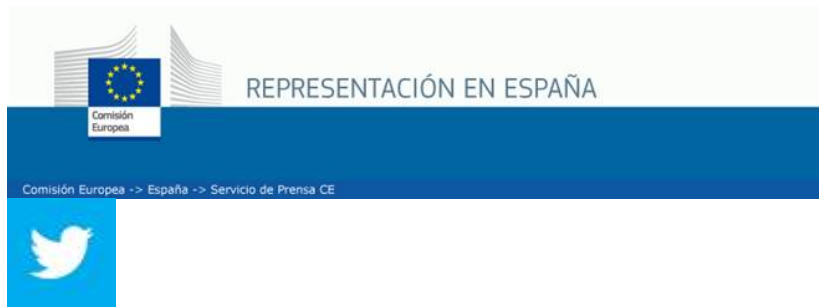 REPRESENTACIÓN EN ESPAÑA
Comisión
Europea
Comisión Europea -> España -> Servicio de Prensa CE